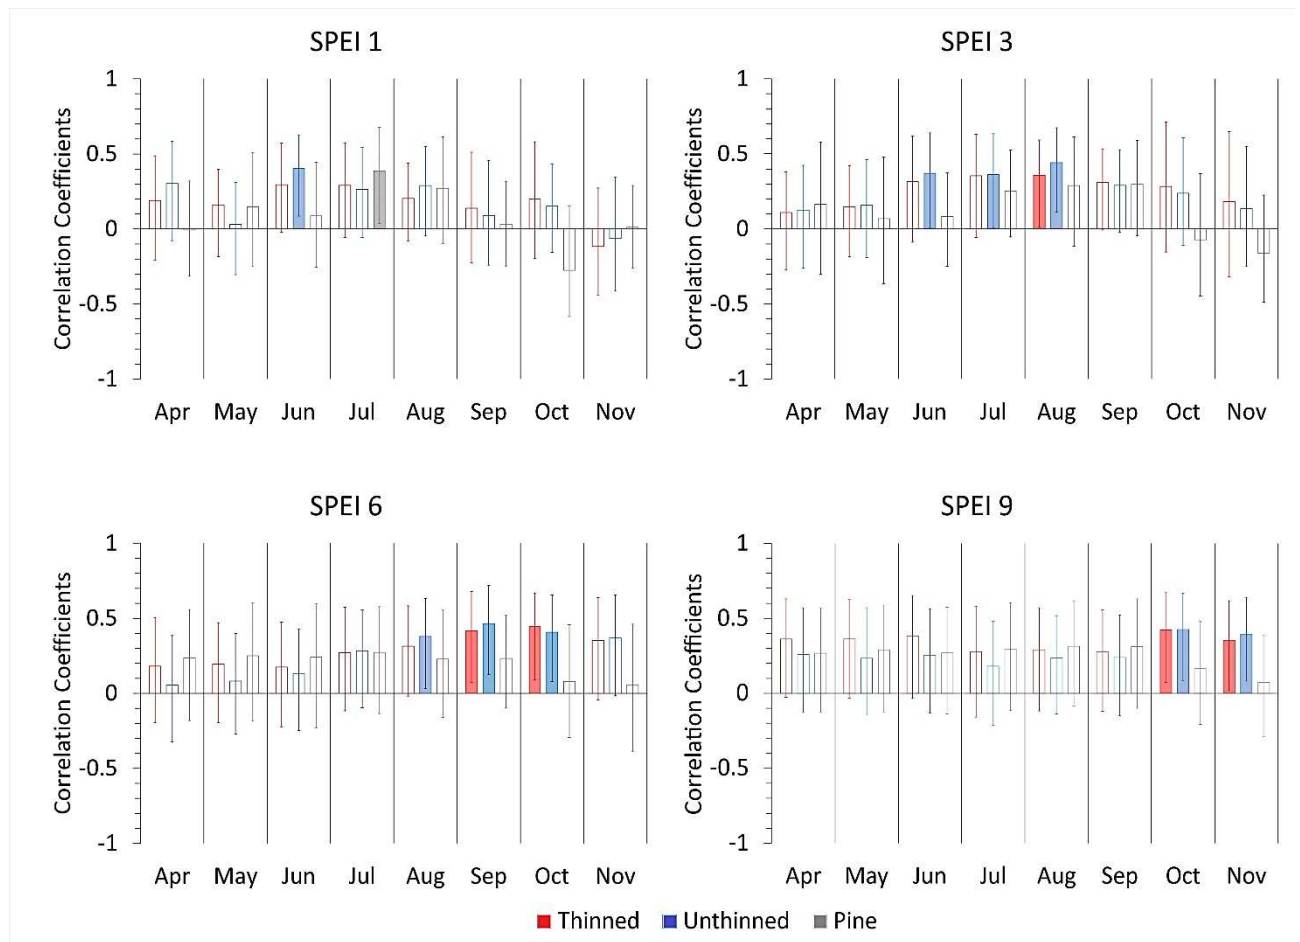 SPEI 1
Correlation Coefficients
1
0.5
0
-0.5
-1
Apr May Jun Jul Aug Sep Oct Nov
SPEI 3
Correlation Coefficients
1
0.5
0
-0.5
-1
Apr May Jun Jul Aug Sep Oct Nov
SPEI 6
Correlation Coefficients
1
0.5
0
-0.5
-1
Apr May Jun Jul Aug Sep Oct Nov
SPEI 9
Correlation Coefficients
1
0.5
0
-0.5
-1
Apr May Jun Jul Aug Sep Oct Nov
Thinned Unthinned Pine